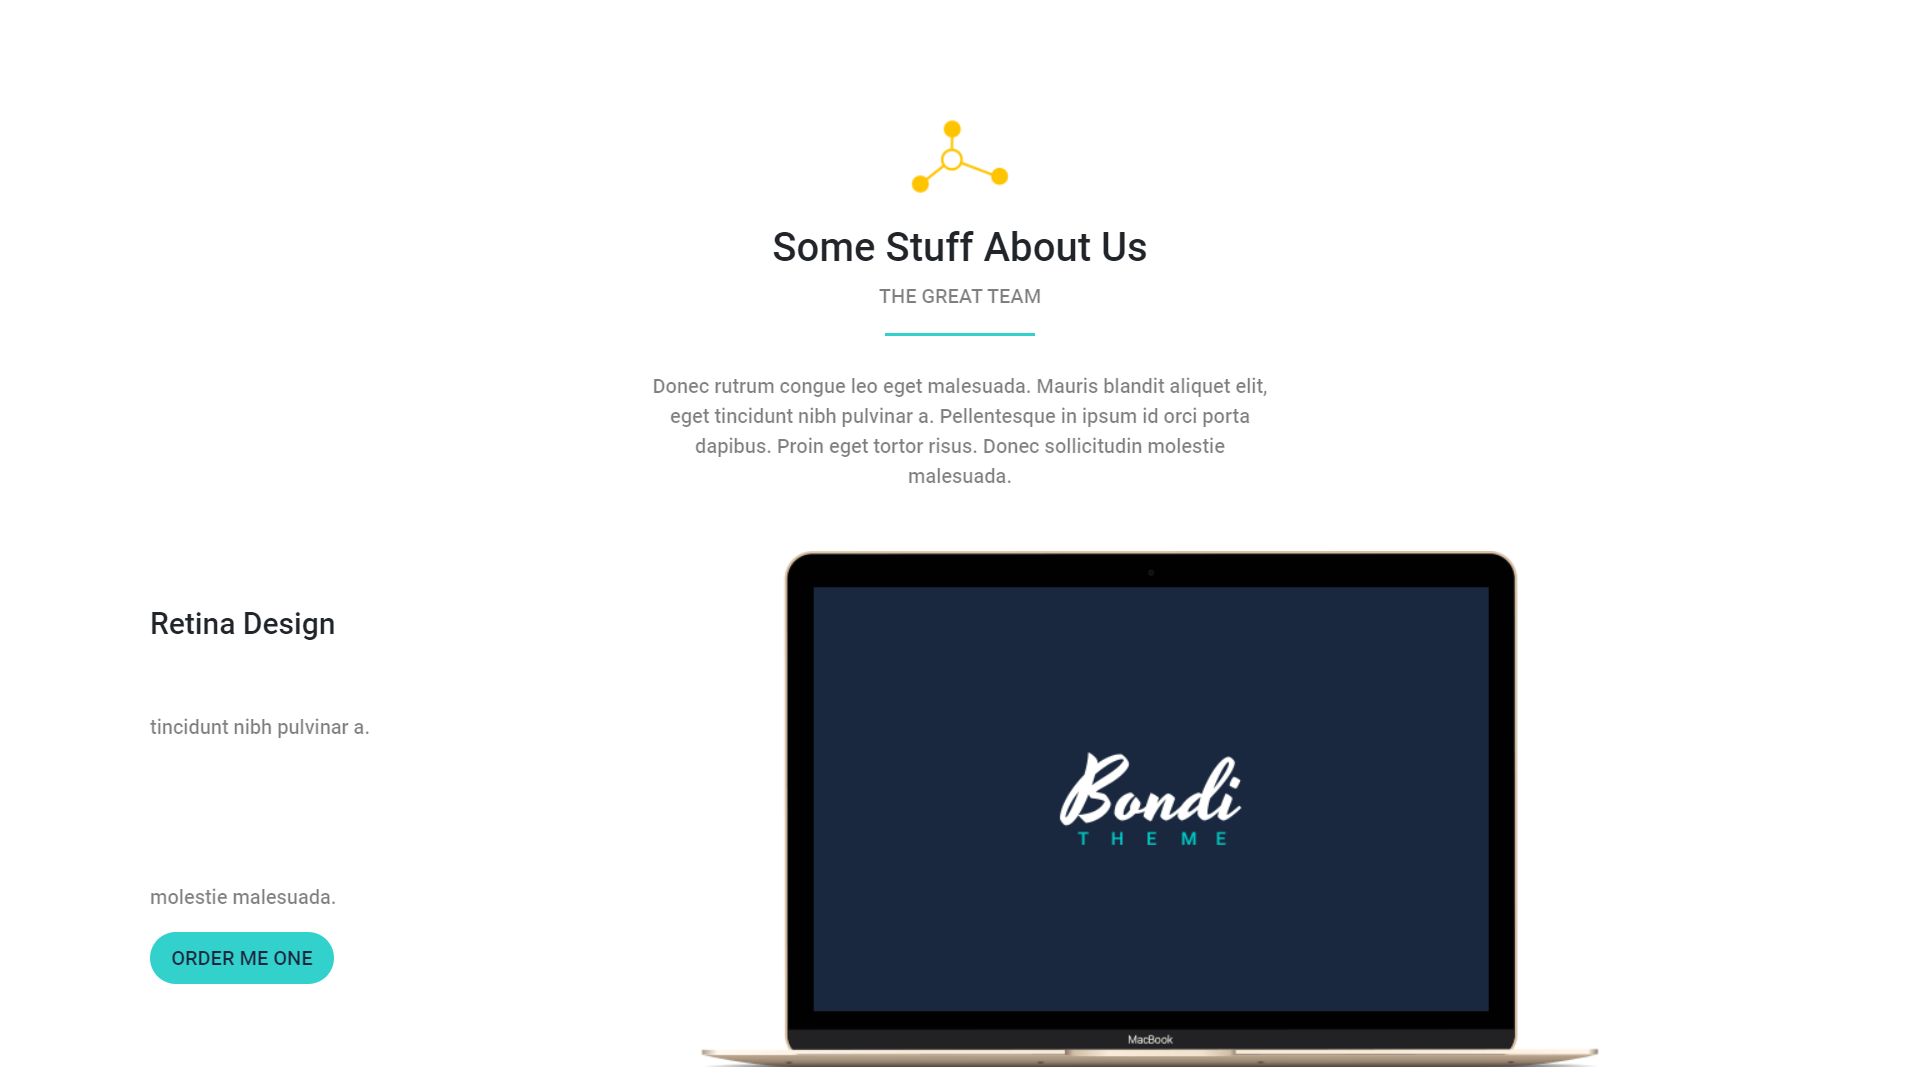 Some Stuff About Us
THE GREAT TEAM
Donec rutrum congue leo eget malesuada. Mauris blandit aliquet elit,
eget tincidunt nibh pulvinar a. Pellentesque in ipsum id orci porta
dapibus. Proin eget tortor risus. Donec sollicitudin molestie
malesuada.
Retina Design
tincidunt nibh pulvinar a.
molestie malesuada.
ORDER ME ONE
Bondi
THEME
MacBook